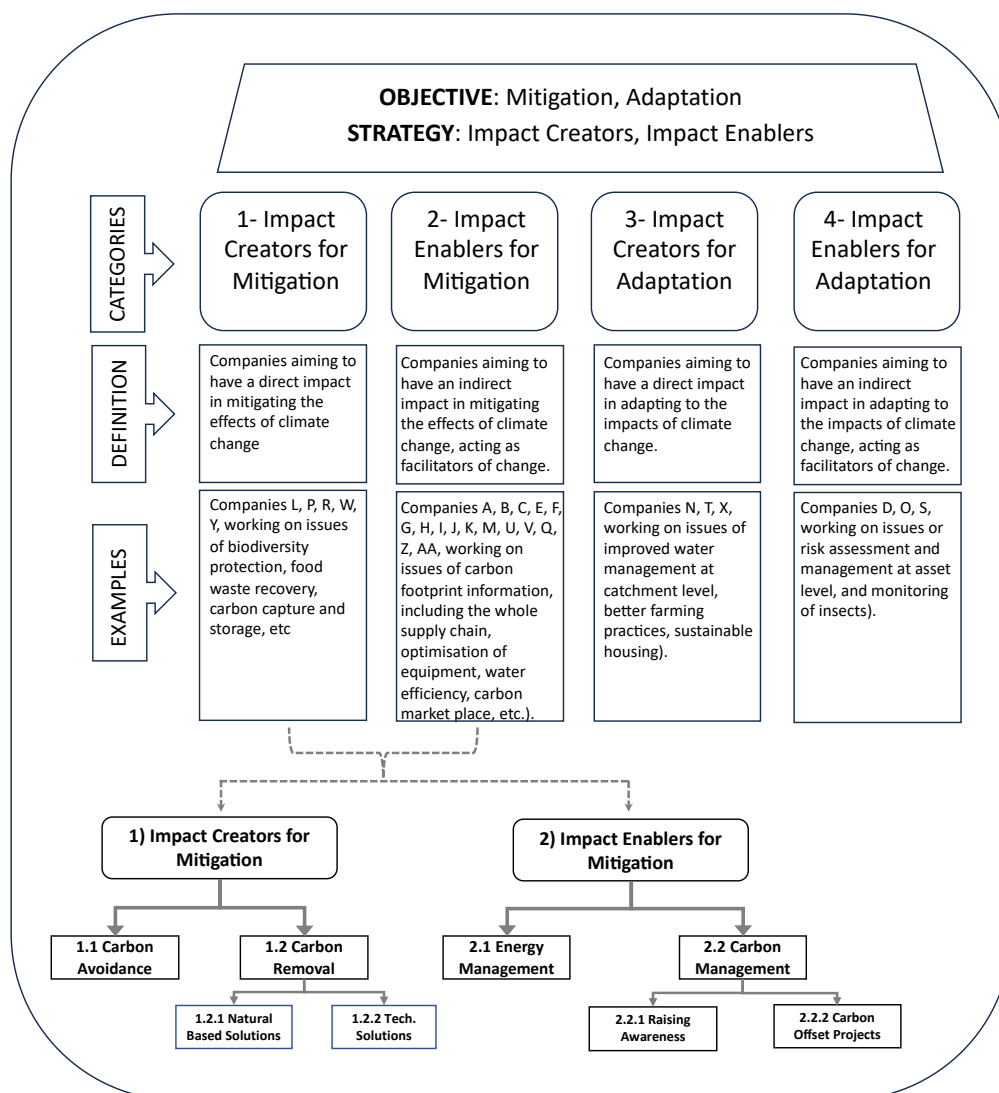 OBJECTIVE: Mitigation, Adaptation
STRATEGY: Impact Creators, Impact Enablers
CATEGORIES
1- Impact
Creators for
Mitigation
2- Impact
Enablers for
Mitigation
3- Impact
Creators for
Adaptation
4- Impact
Enablers for
Adaptation
DEFINITION
Companies aiming to
have a direct impact
in mitigating the
effects of climate
change
Companies aiming to
have an indirect
impact in mitigating
the effects of climate
change, acting as
facilitators of change.
Companies aiming to
have a direct impact
in adapting to the
impacts of climate
change.
Companies aiming to
have an indirect
impact in adapting to
the impacts of climate
change, acting as
facilitators of change.
EXAMPLES
Companies L, P, R, W,
Y, working on issues
of biodiversity
protection, food
waste recovery,
carbon capture and
storage, etc
Companies A, B, C, E, F,
G, H, I, J, K, M, U, V, Q,
Z, AA, working on
issues of carbon
footprint information,
including the whole
supply chain,
optimisation of
equipment, water
efficiency, carbon
market place, etc.).
Companies N, T, X,
working on issues of
improved water
management at
catchment level,
better farming
practices, sustainable
housing).
Companies D, O, S,
working on issues or
risk assessment and
management at asset
level, and monitoring
of insects).
1) Impact Creators for
Mitigation
2) Impact Enablers for
Mitigation
1.1 Carbon
Avoidance
1.2 Carbon
Removal
2.1 Energy
Management
2.2 Carbon
Management
1.2.1 Natural
Based Solutions
1.2.2 Tech.
Solutions
2.2.1 Raising
Awareness
2.2.2 Carbon
Offset Projects